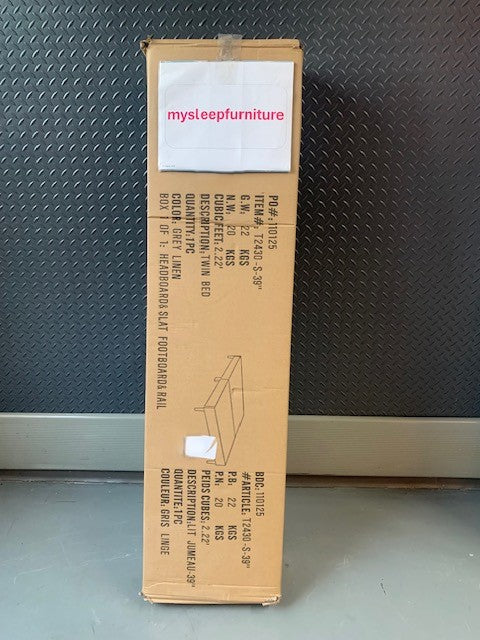 mysleepfurniture
PO#: 110125
ITEM#: T2430-S-39"
G.W: 22 KGS
N.W: 20 KGS
CUBIC FEET: 2.22'
DESCRIPTION: TWIN BED
QUANTITY: 1PC
COLOR: GREY LINEN
BOX 1 OF 1: HEADBOARD&SLAT FOOTBOARD&RAIL
BDC: 110125
#ARTICLE: T2430-S-39"
P.B: 22 KGS
P.N: 20 KGS
PEIDS CUBES: 2.22'
DESCRIPTION: LIT JUMEAU-39"
QUANTITE: 1PC
COULEUR: GRIS LINGE